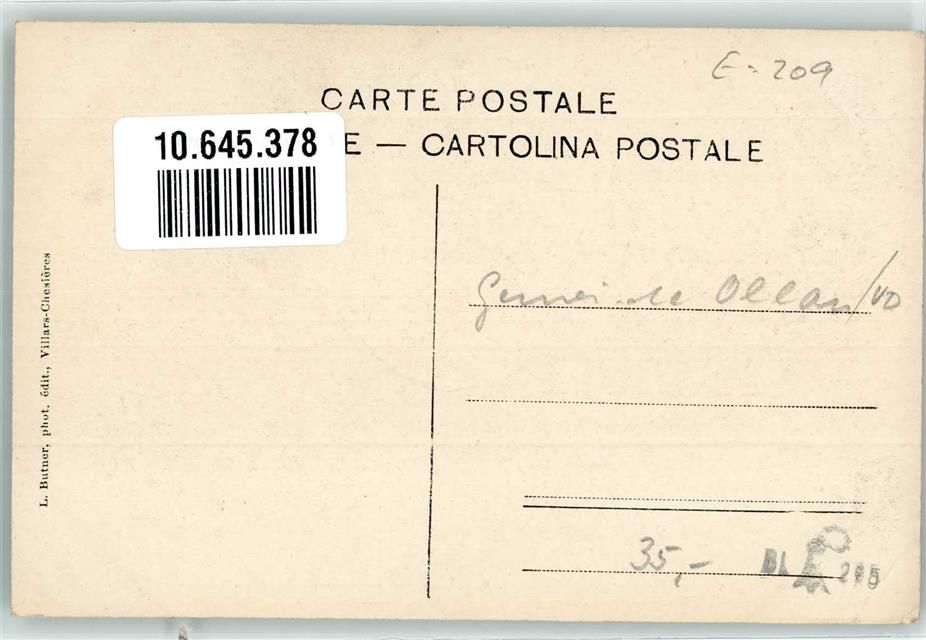 E - 209
CARTE POSTALE
E — CARTOLINA POSTALE
10.645.378
L. Butner, phot. édit., Villars-Chesières
Gemeinde Ollon/VD
35,-